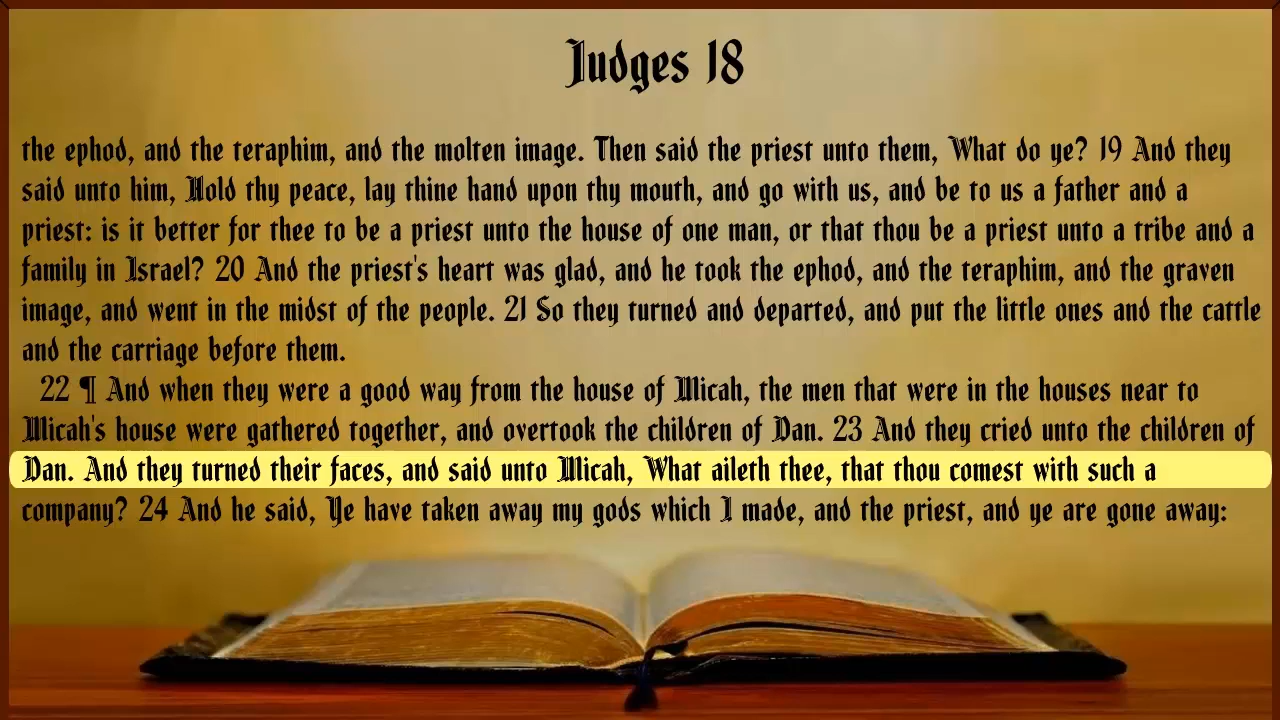 Judges 18
the ephod, and the teraphim, and the molten image. Then said the priest unto them, What do ye? 19 And they
said unto him, Hold thy peace, lay thine hand upon thy mouth, and go with us, and be to us a father and a
priest: is it better for thee to be a priest unto the house of one man, or that thou be a priest unto a tribe and a
family in Israel? 20 And the priest's heart was glad, and he took the ephod, and the teraphim, and the graven
image, and went in the midst of the people. 21 So they turned and departed, and put the little ones and the cattle
and the carriage before them.
22 ¶ And when they were a good way from the house of Micah, the men that were in the houses near to
Micah's house were gathered together, and overtook the children of Dan. 23 And they cried unto the children of
Dan. And they turned their faces, and said unto Micah, What aileth thee, that thou comest with such a
company? 24 And he said, Ye have taken away my gods which I made, and the priest, and ye are gone away: